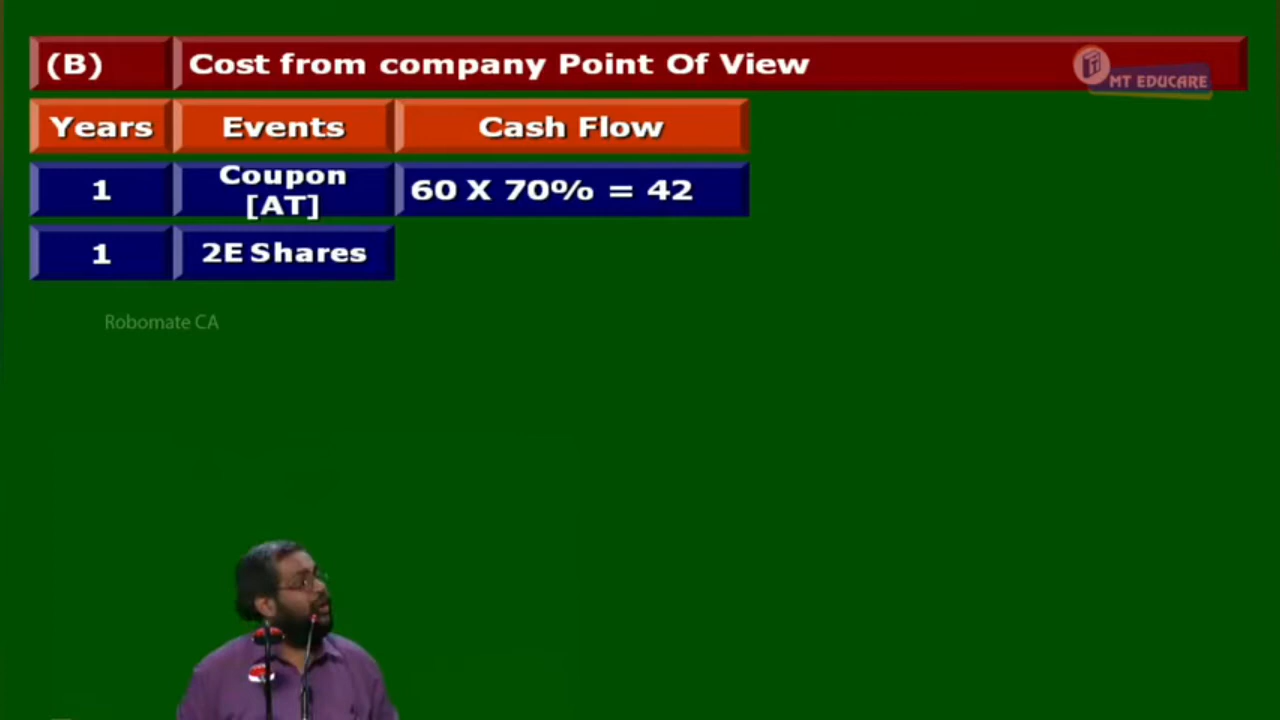 (B) Cost from company Point Of View
MT EDUCARE
Years Events Cash Flow
1 Coupon [AT] 60 X 70% = 42
1 2E Shares
Robomate CA